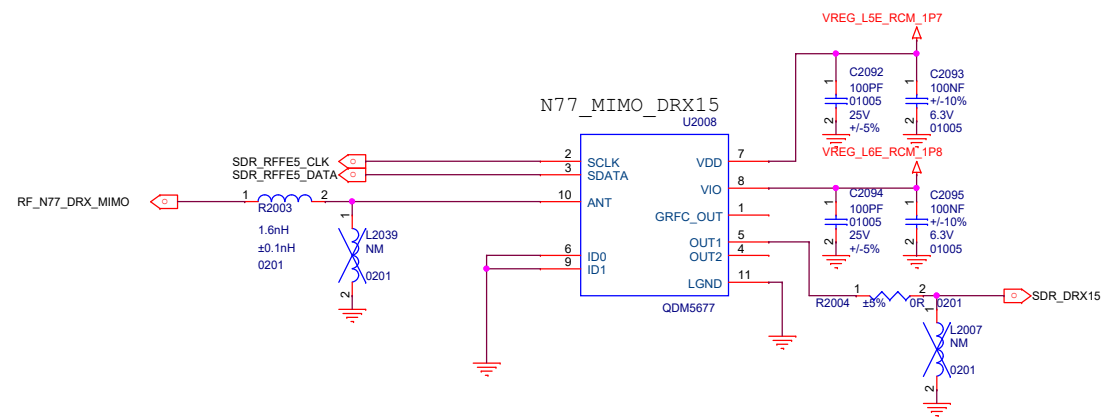 VREG_L5E_RCM_1P7
1
C2092
100PF
01005
25V
+/-5%
2
1
C2093
100NF
+/-10%
6.3V
01005
2
N77_MIMO_DRX15
U2008
SDR_RFFE5_CLK
2
SCLK
VDD
7
SDR_RFFE5_DATA
3
SDATA
VREG_L6E_RCM_1P8
VIO
8
RF_N77_DRX_MIMO
1
2
R2003
1.6nH
±0.1nH
0201
10
ANT
1
C2094
100PF
01005
25V
+/-5%
2
1
C2095
100NF
+/-10%
6.3V
01005
2
GRFC_OUT
1
1
L2039
NM
0201
2
OUT1
5
OUT2
4
6
ID0
9
ID1
LGND
11
QDM5677
1
2
R2004
±5%
0R
0201
SDR_DRX15
1
L2007
NM
0201
2